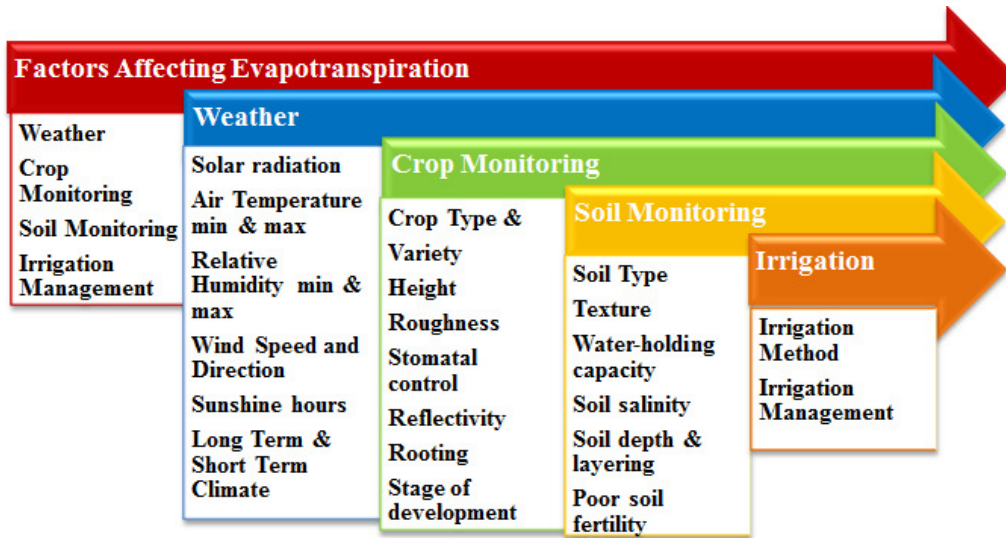 Factors Affecting Evapotranspiration
Weather
Crop
Monitoring
Soil Monitoring
Irrigation
Management
Weather
Solar radiation
Air Temperature
min & max
Relative
Humidity min &
max
Wind Speed and
Direction
Sunshine hours
Long Term &
Short Term
Climate
Crop Monitoring
Crop Type &
Variety
Height
Roughness
Stomatal
control
Reflectivity
Rooting
Stage of
development
Soil Monitoring
Soil Type
Texture
Water-holding
capacity
Soil salinity
Soil depth &
layering
Poor soil
fertility
Irrigation
Irrigation
Method
Irrigation
Management